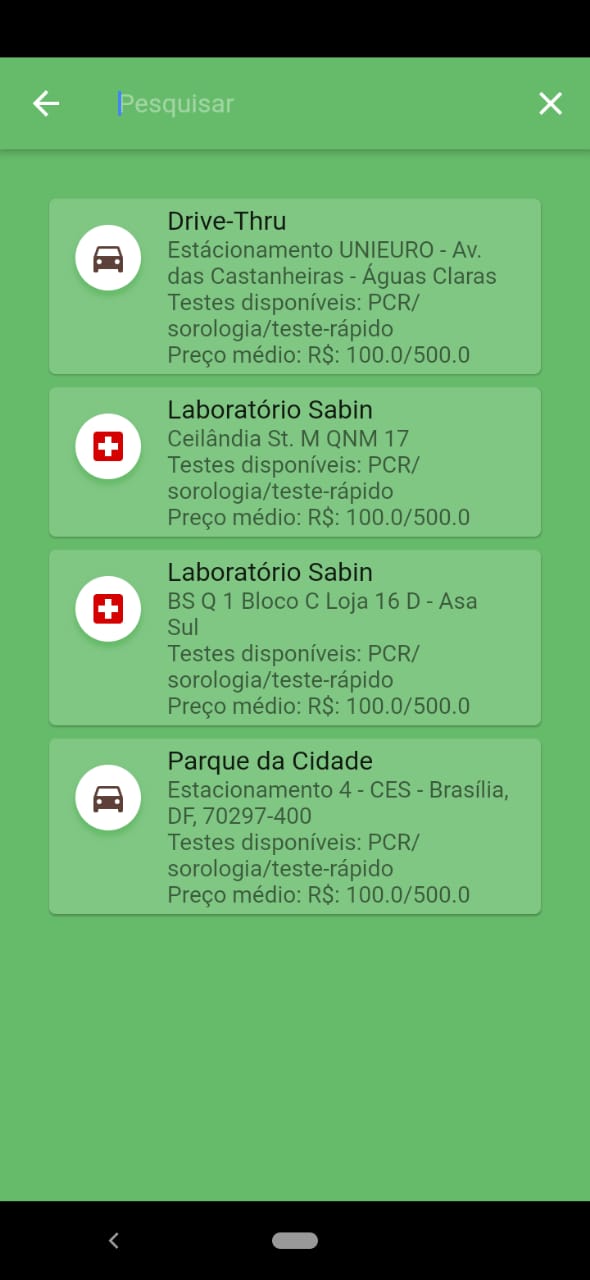 Pesquisar
Drive-Thru
Estácionamento UNIEURO - Av.
das Castanheiras - Águas Claras
Testes disponíveis: PCR/
sorologia/teste-rápido
Preço médio: R$: 100.0/500.0
Laboratório Sabin
Ceilândia St. M QNM 17
Testes disponíveis: PCR/
sorologia/teste-rápido
Preço médio: R$: 100.0/500.0
Laboratório Sabin
BS Q 1 Bloco C Loja 16 D - Asa
Sul
Testes disponíveis: PCR/
sorologia/teste-rápido
Preço médio: R$: 100.0/500.0
Parque da Cidade
Estacionamento 4 - CES - Brasília,
DF, 70297-400
Testes disponíveis: PCR/
sorologia/teste-rápido
Preço médio: R$: 100.0/500.0